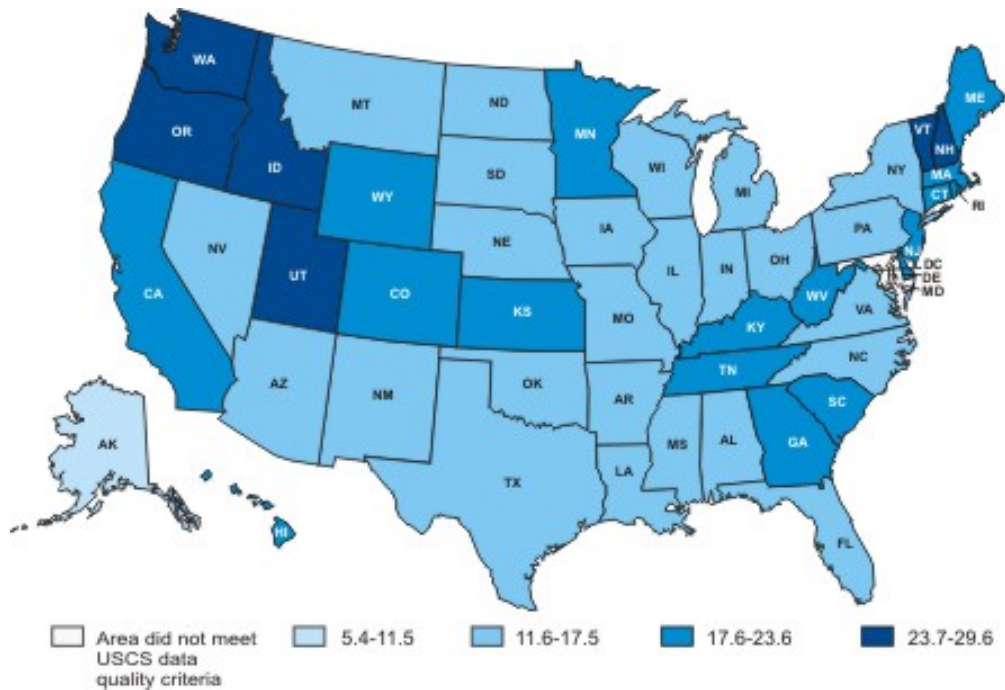 WA
MT
ND
MN
ME
VT
NH
OR
ID
SD
WI
MI
NY
MA
CT
RI
WY
NV
NE
IA
PA
NJ
DC
DE
MD
CA
UT
CO
KS
IL
IN
OH
WV
VA
MO
KY
NC
TN
AZ
NM
OK
AR
SC
MS
AL
GA
AK
TX
LA
HI
FL
Area did not meet
USCS data
quality criteria
5.4-11.5
11.6-17.5
17.6-23.6
23.7-29.6